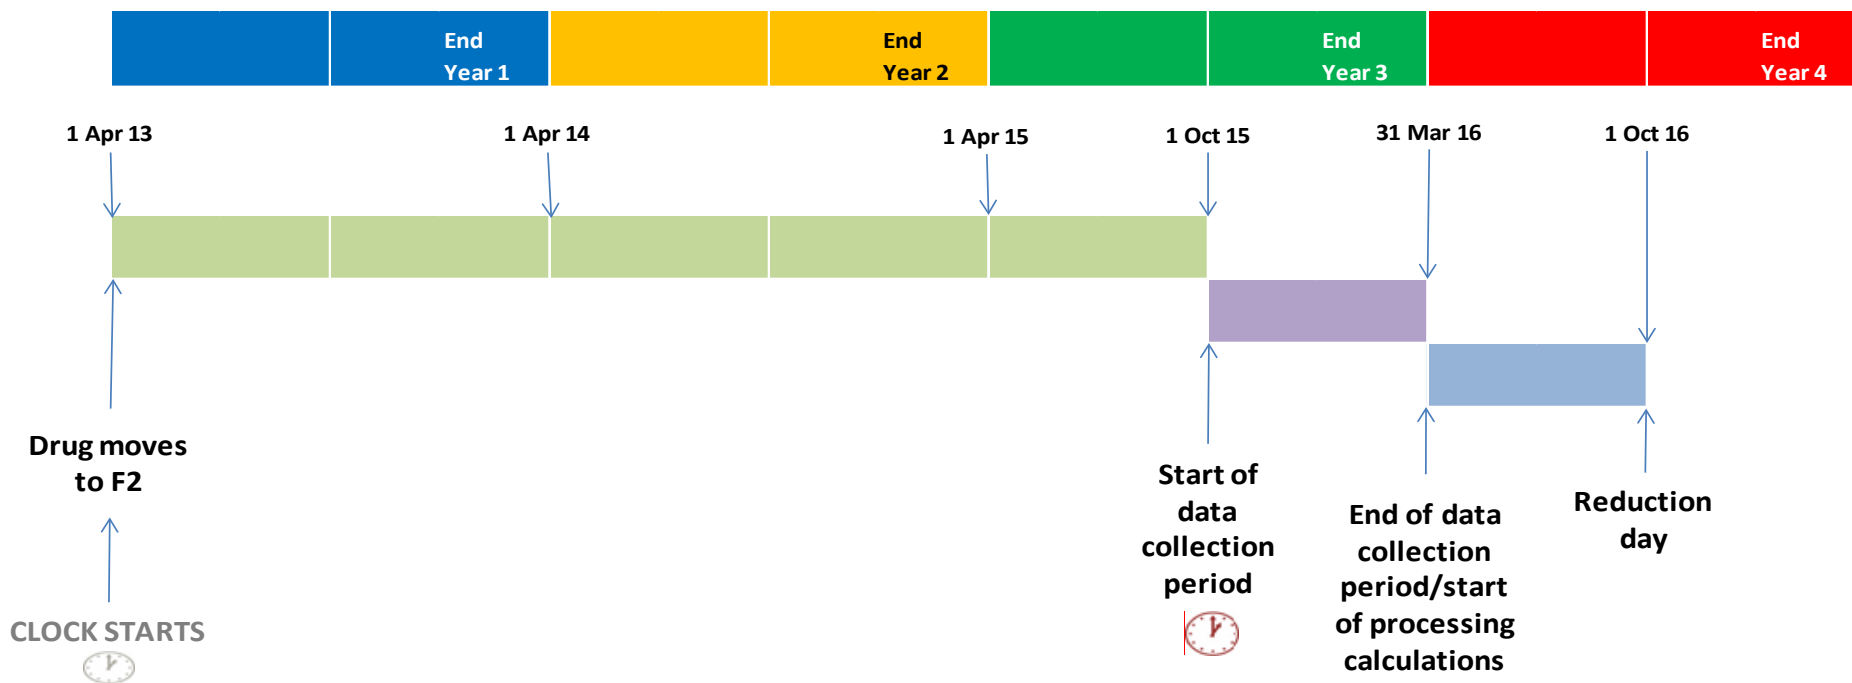 End
Year 1
End
Year 2
End
Year 3
End
Year 4
1 Apr 13
1 Apr 14
1 Apr 15
1 Oct 15
31 Mar 16
1 Oct 16
Drug moves
to F2
CLOCK STARTS
Start of
data
collection
period
End of data
collection
period/start
of processing
calculations
Reduction
day